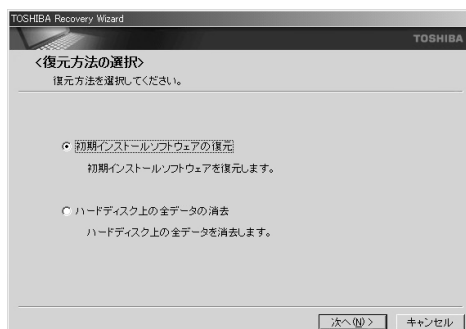 TOSHIBA Recovery Wizard
TOSHIBA
<復元方法の選択>
復元方法を選択してください。
初期インストールソフトウェアの復元
初期インストールソフトウェアを復元します。
ハードディスク上の全データの消去
ハードディスク上の全データを消去します。
次へ(N) >
キャンセル